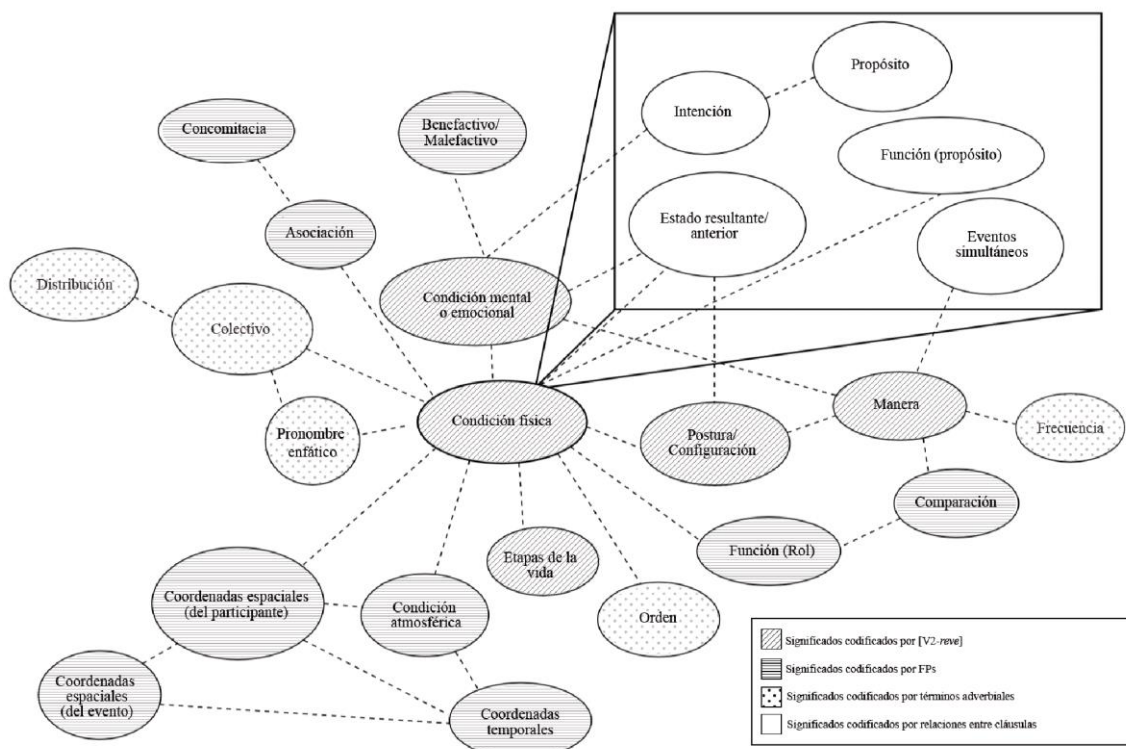 Propósito
Intención
Concomitacia
Benefactivo/
Malefactivo
Función (propósito)
Estado resultante/
anterior
Asociación
Eventos
simultáneos
Distribución
Condición mental
o emocional
Colectivo
Manera
Condición física
Pronombre
enfático
Postura/
Configuración
Frecuencia
Comparación
Función (Rol)
Etapas de la
vida
Coordenadas espaciales
(del participante)
Condición
atmosférica
Orden
Coordenadas
espaciales
(del evento)
Coordenadas
temporales
Significados codificados por [V2-reve]
Significados codificados por FPs
Significados codificados por términos adverbiales
Significados codificados por relaciones entre cláusulas